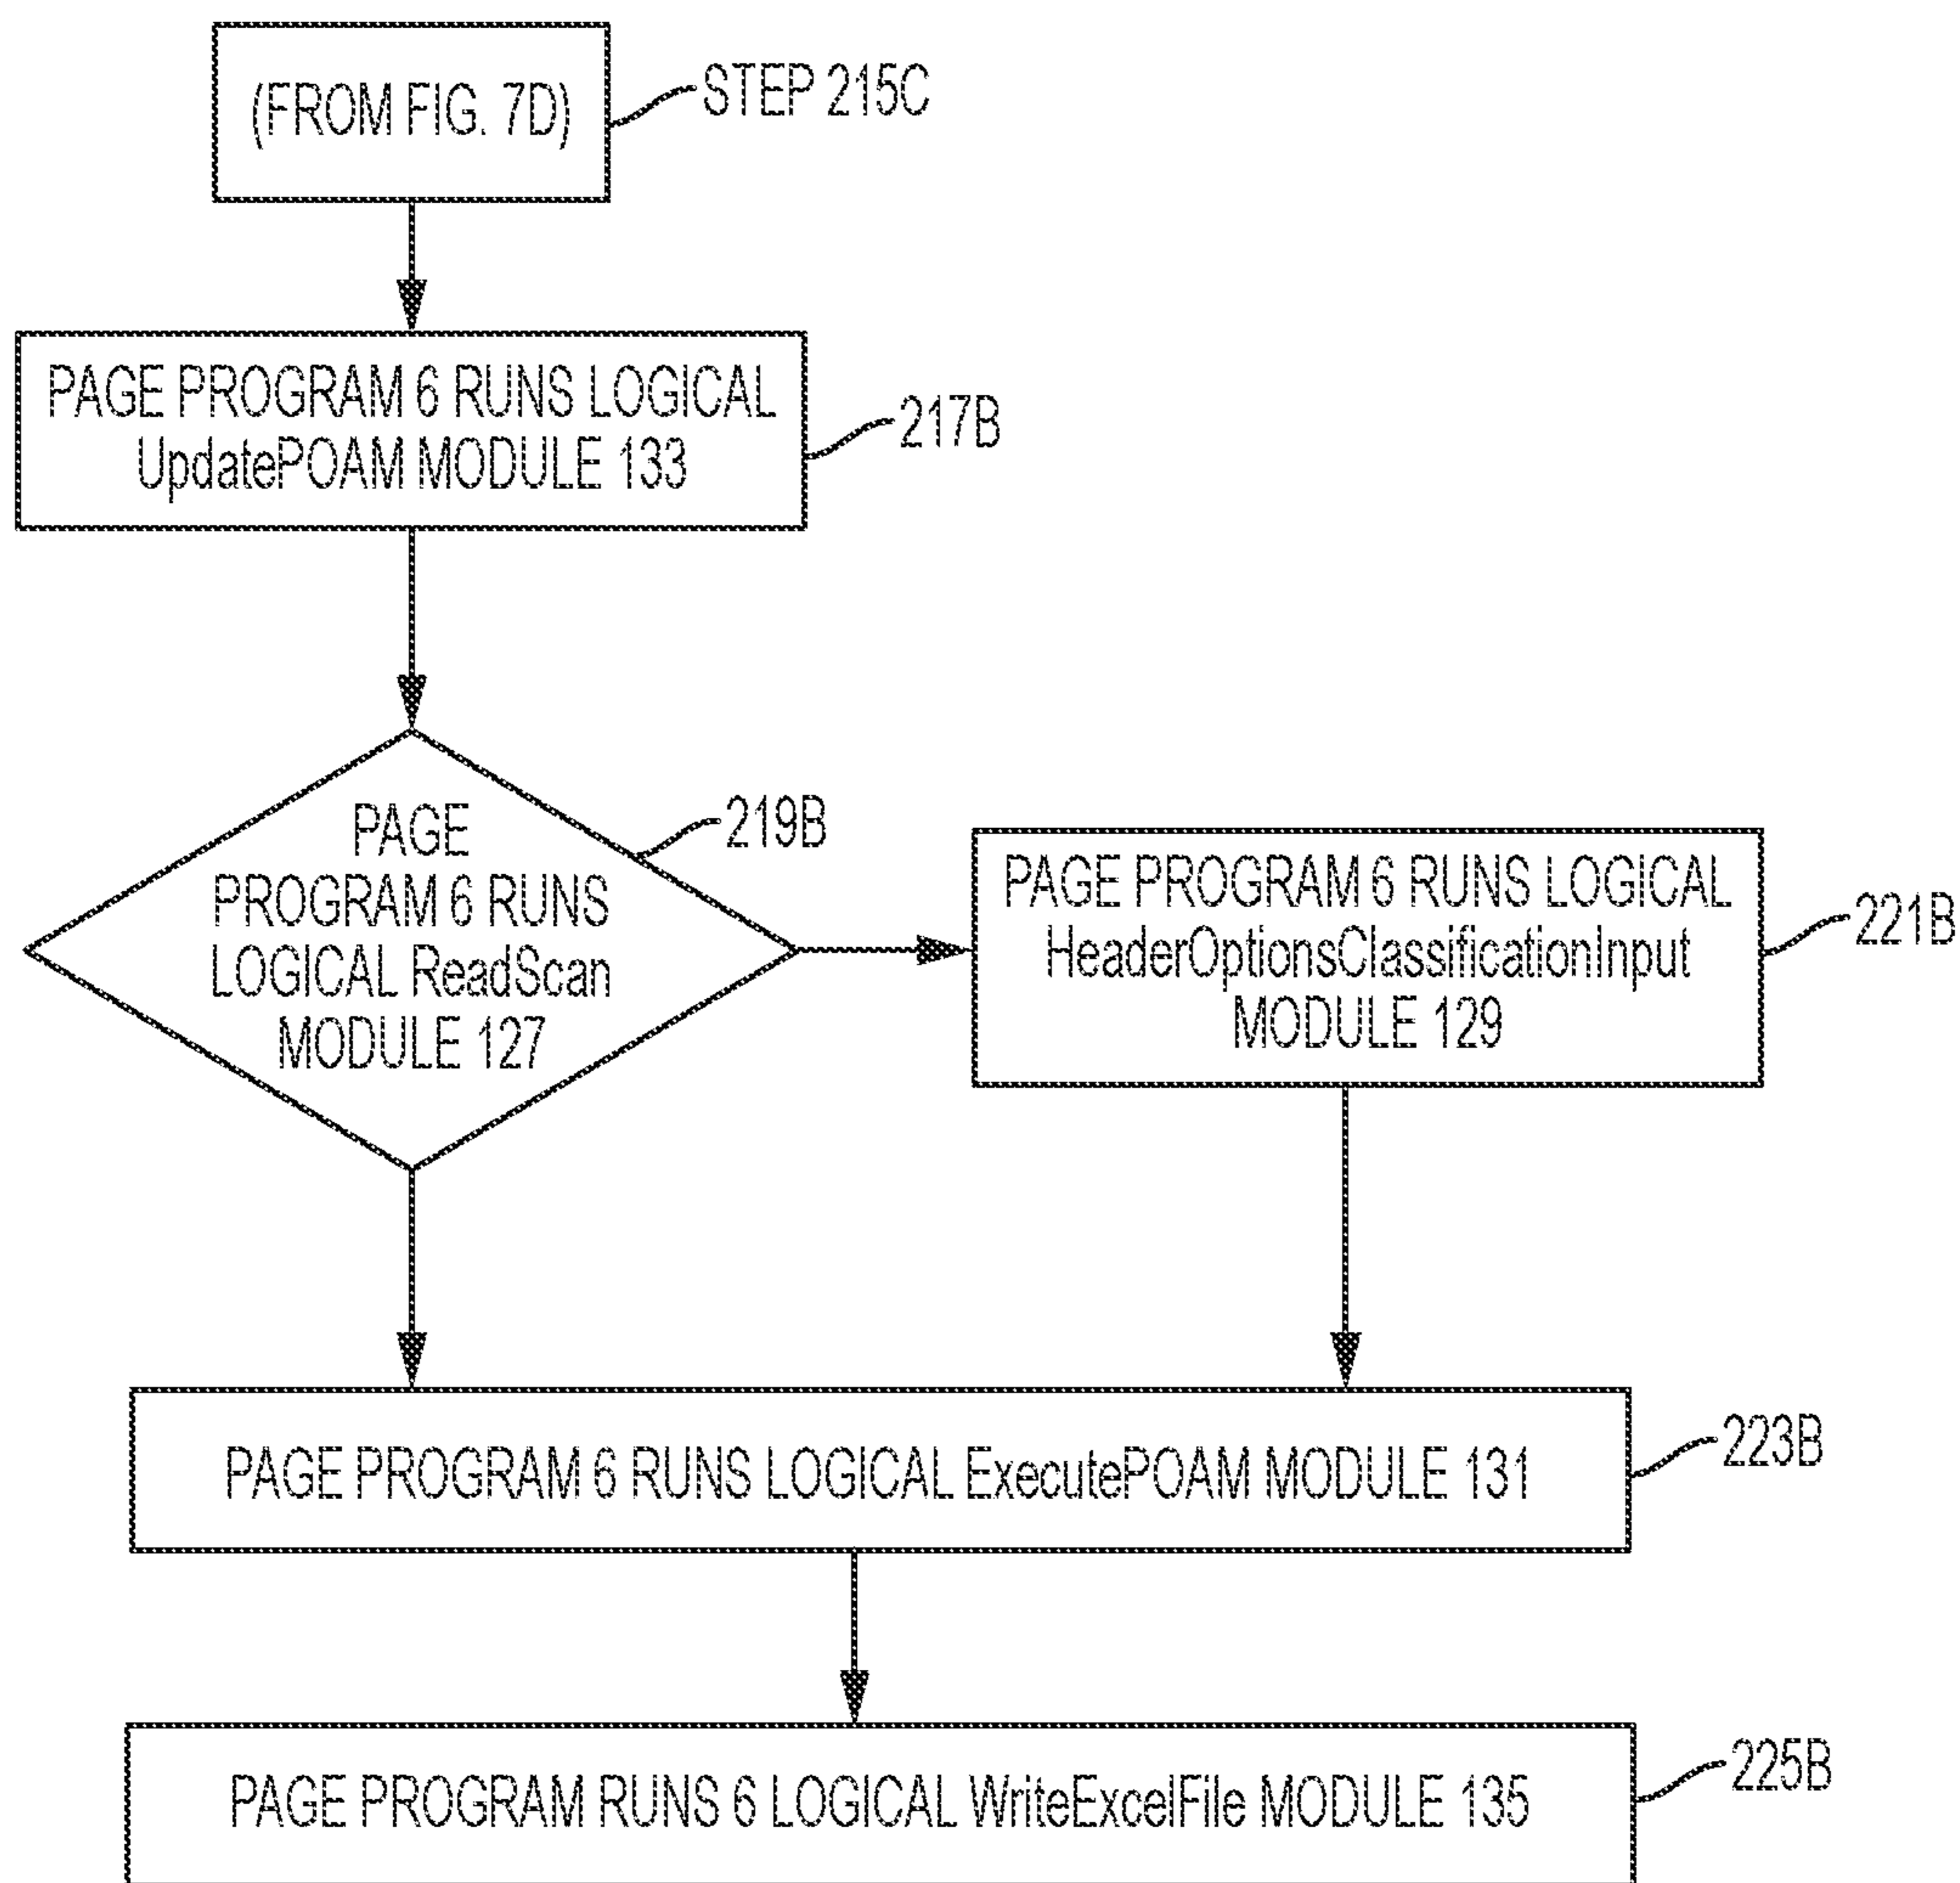 (FROM FIG. 7D)
STEP 215C
PAGE PROGRAM 6 RUNS LOGICAL
UpdatePOAM MODULE 133
217B
PAGE
PROGRAM 6 RUNS
LOGICAL ReadScan
MODULE 127
219B
PAGE PROGRAM 6 RUNS LOGICAL
HeaderOptionsClassificationInput
MODULE 129
221B
PAGE PROGRAM 6 RUNS LOGICAL ExecutePOAM MODULE 131
223B
PAGE PROGRAM RUNS 6 LOGICAL WriteExcelFile MODULE 135
225B